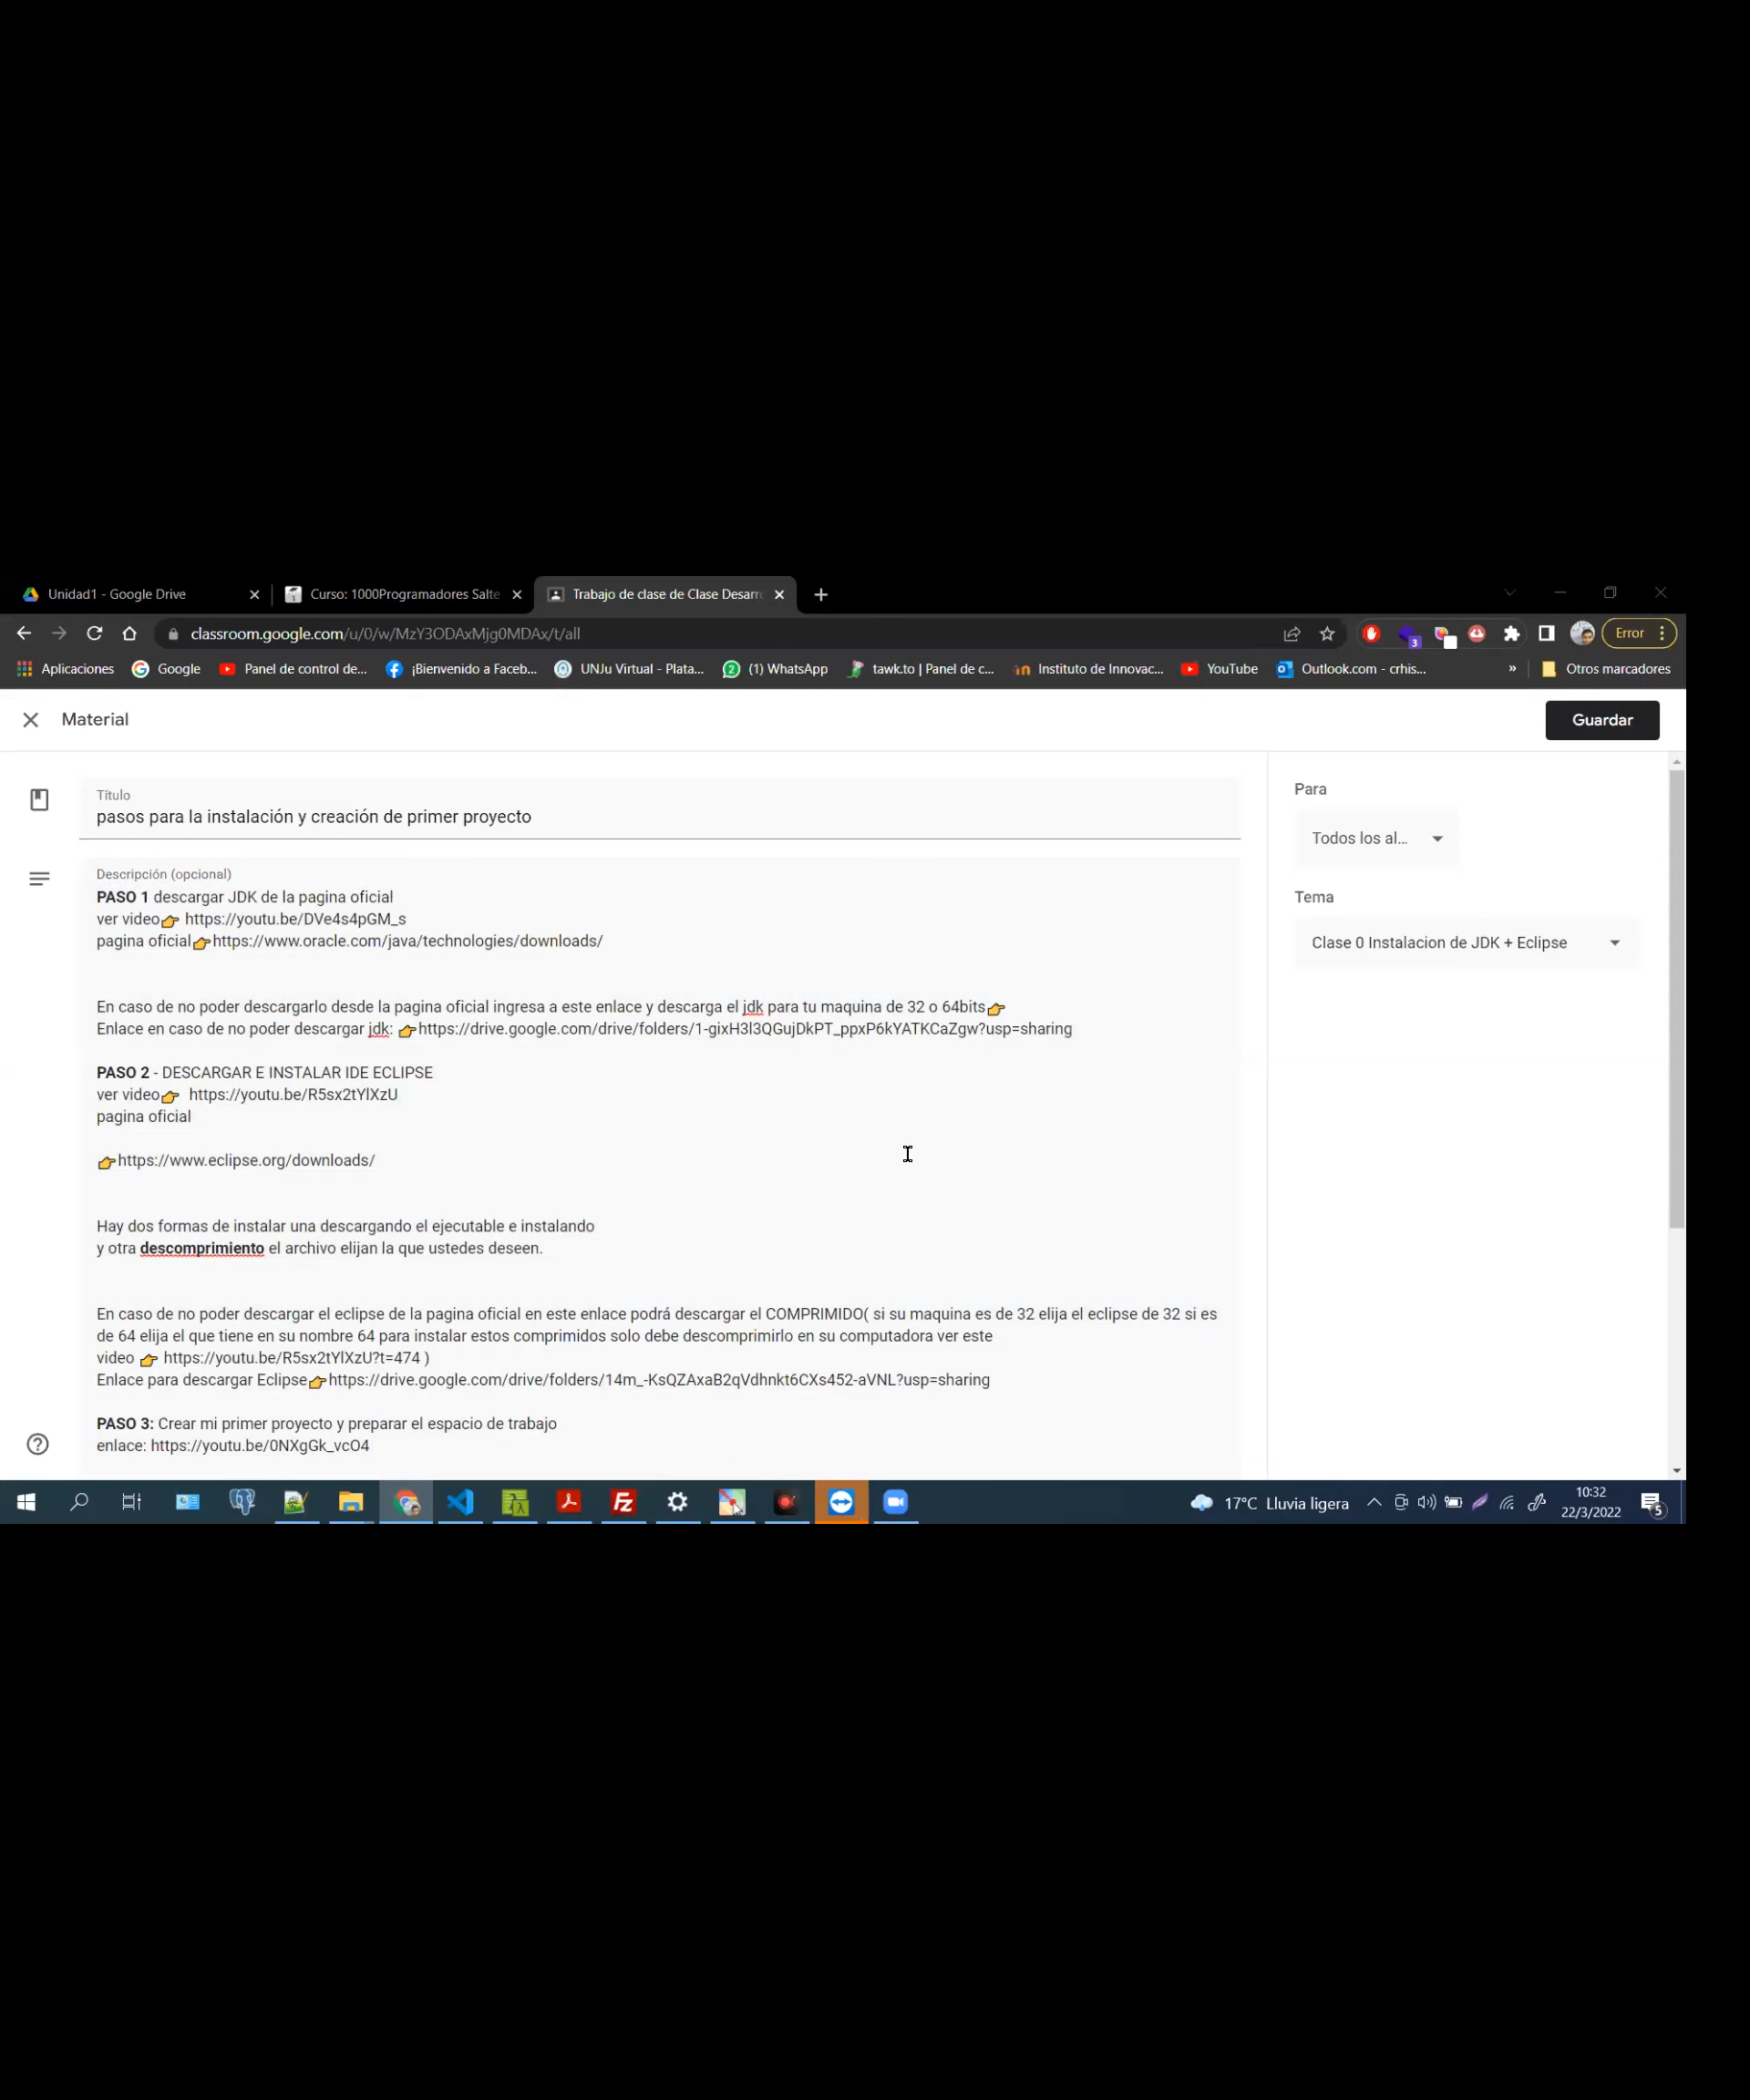 Unidad1 - Google Drive
Curso: 1000Programadores Salte
Trabajo de clase de Clase Desarro
classroom.google.com/u/0/w/MzY3ODAxMjg0MDAx/t/all
3
Error
Aplicaciones
Google
Panel de control de...
¡Bienvenido a Faceb...
UNJu Virtual - Plata...
(1) WhatsApp
tawk.to | Panel de c...
Instituto de Innovac...
YouTube
Outlook.com - crhis...
»
Otros marcadores
Material
Guardar
Título
pasos para la instalación y creación de primer proyecto
Descripción (opcional)
PASO 1 descargar JDK de la pagina oficial
ver video👉 https://youtu.be/DVe4s4pGM_s
pagina oficial👉https://www.oracle.com/java/technologies/downloads/
En caso de no poder descargarlo desde la pagina oficial ingresa a este enlace y descarga el jdk para tu maquina de 32 o 64bits👉
Enlace en caso de no poder descargar jdk: 👉https://drive.google.com/drive/folders/1-gixH3l3QGujDkPT_ppxP6kYATKCaZgw?usp=sharing
PASO 2 - DESCARGAR E INSTALAR IDE ECLIPSE
ver video👉 https://youtu.be/R5sx2tYlXzU
pagina oficial
👉https://www.eclipse.org/downloads/
Hay dos formas de instalar una descargando el ejecutable e instalando
y otra descomprimiento el archivo elijan la que ustedes deseen.
En caso de no poder descargar el eclipse de la pagina oficial en este enlace podrá descargar el COMPRIMIDO( si su maquina es de 32 elija el eclipse de 32 si es
de 64 elija el que tiene en su nombre 64 para instalar estos comprimidos solo debe descomprimirlo en su computadora ver este
video 👉 https://youtu.be/R5sx2tYlXzU?t=474 )
Enlace para descargar Eclipse👉https://drive.google.com/drive/folders/14m_-KsQZAxaB2qVdhnkt6CXs452-aVNL?usp=sharing
PASO 3: Crear mi primer proyecto y preparar el espacio de trabajo
enlace: https://youtu.be/0NXgGk_vcO4
Para
Todos los al...
Tema
Clase 0 Instalacion de JDK + Eclipse
17°C Lluvia ligera
10:32
22/3/2022
5